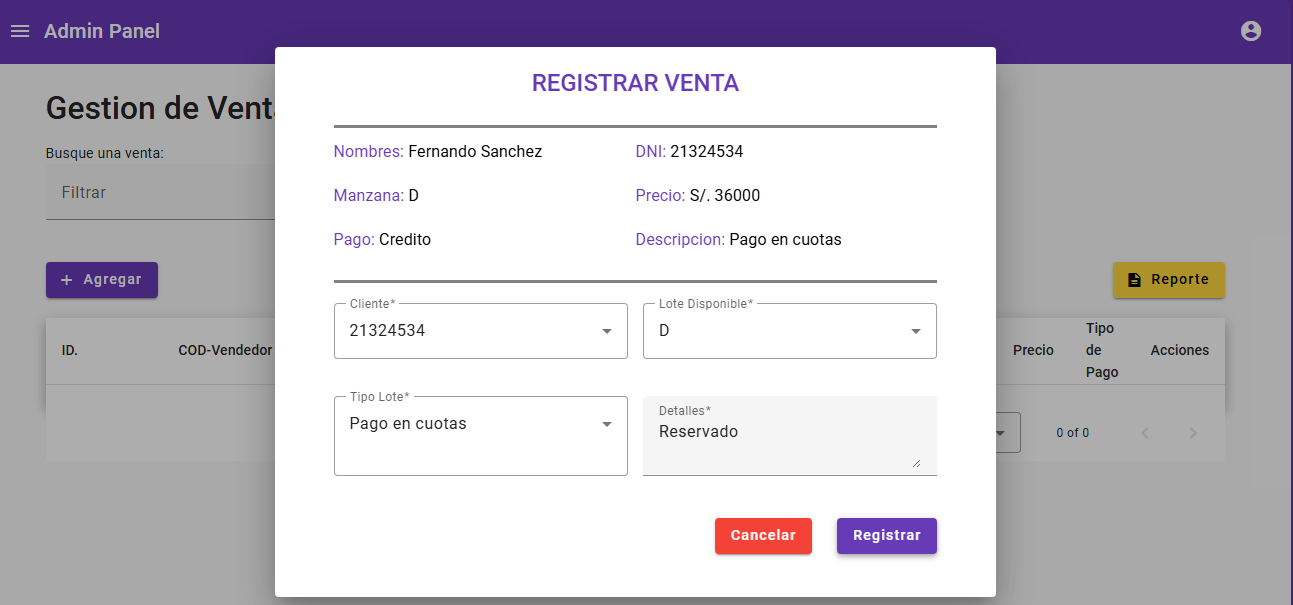 Admin Panel
REGISTRAR VENTA
Gestion de Vent
Busque una venta:
Filtrar
Nombres: Fernando Sanchez
DNI: 21324534
Manzana: D
Precio: S/. 36000
Pago: Credito
Descripcion: Pago en cuotas
+ Agregar
Reporte
Cliente*
21324534
Lote Disponible*
D
ID.
COD-Vendedor
Precio
Tipo
de
Pago
Acciones
Tipo Lote*
Pago en cuotas
Detalles*
Reservado
0 of 0
Cancelar
Registrar